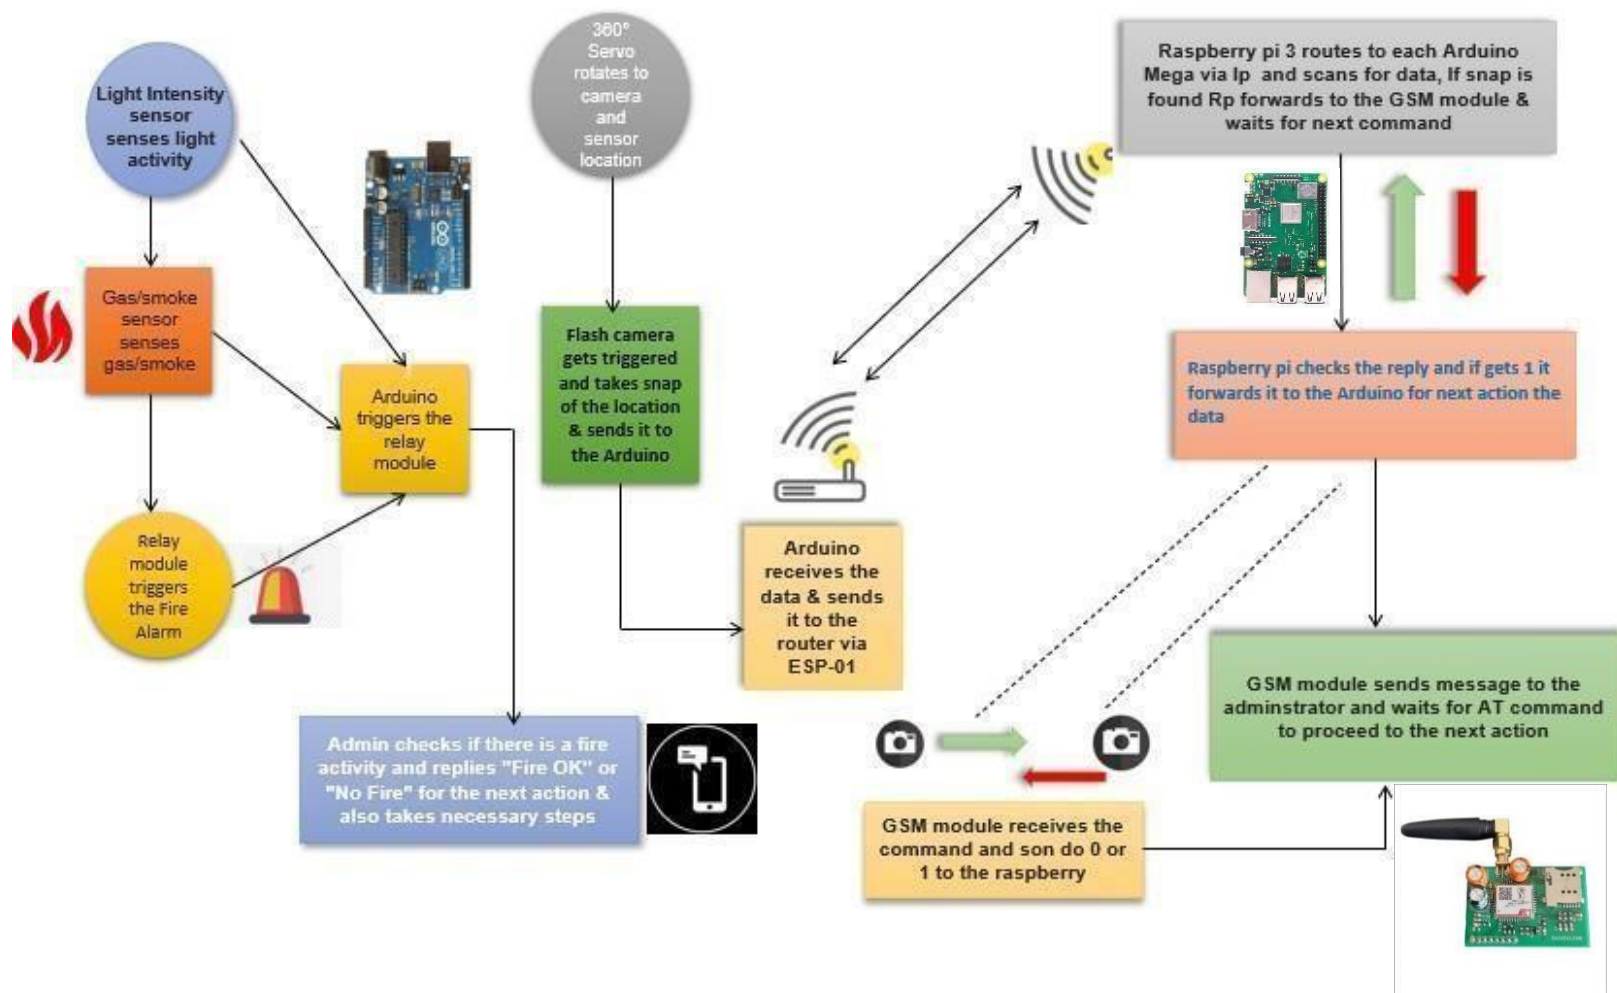 Light Intensity
sensor
senses light
activity
Gas/smoke
sensor
senses
gas/smoke
Relay
module
triggers
the Fire
Alarm
Arduino
triggers the
relay
module
Admin checks if there is a fire
activity and replies "Fire OK" or
"No Fire" for the next action &
also takes necessary steps
360°
Servo
rotates to
camera
and
sensor
location
Flash camera
gets triggered
and takes snap
of the location
& sends it to
the Arduino
Arduino
receives the
data & sends
it to the
router via
ESP-01
Raspberry pi 3 routes to each Arduino
Mega via Ip and scans for data, If snap is
found Rp forwards to the GSM module &
waits for next command
Raspberry pi checks the reply and if gets 1 it
forwards it to the Arduino for next action the
data
GSM module sends message to the
adminstrator and waits for AT command
to proceed to the next action
GSM module receives the
command and son do 0 or
1 to the raspberry